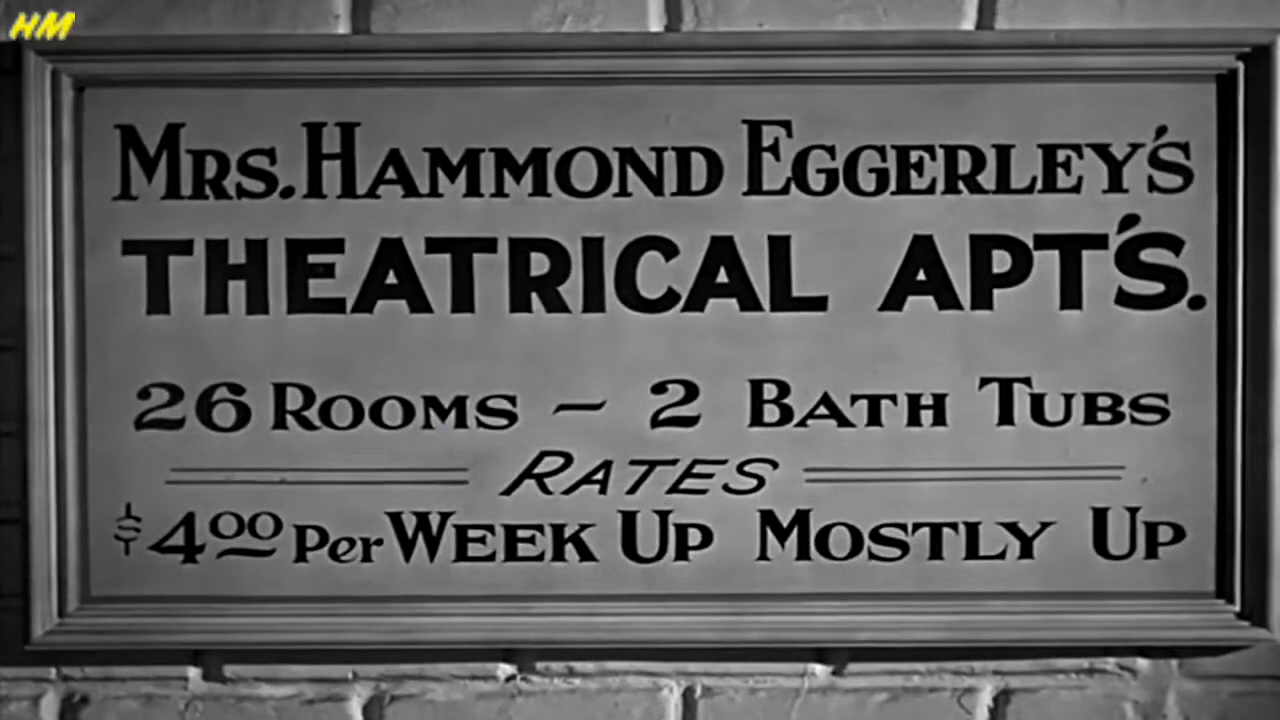 HM
Mrs. Hammond Eggerley's
THEATRICAL APT'S.
26 Rooms - 2 Bath Tubs
Rates
$4.00 Per Week Up Mostly Up